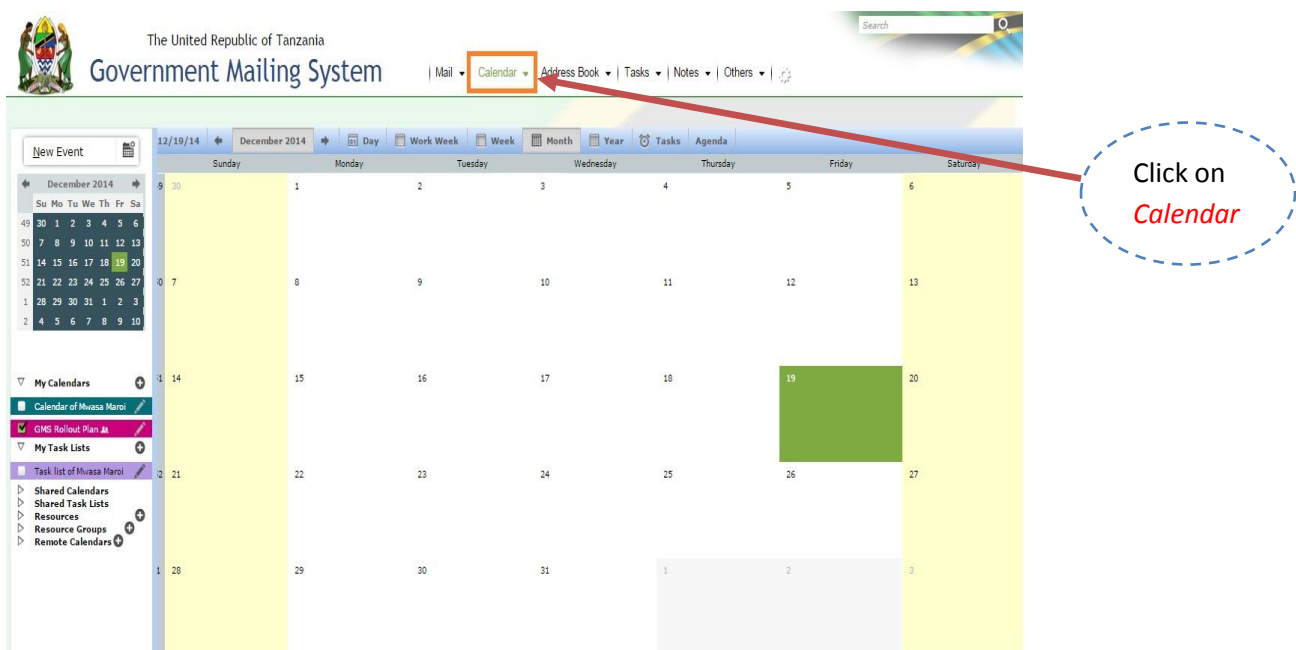 The United Republic of Tanzania
Government Mailing System
Search
| Mail | Calendar | Address Book | Tasks | Notes | Others |
Click on
Calendar
New Event
12/19/14 December 2014 Day Work Week Week Month Year Tasks Agenda
Sunday Monday Tuesday Wednesday Thursday Friday Saturday
December 2014
Su Mo Tu We Th Fr Sa
49 30 1 2 3 4 5 6
50 7 8 9 10 11 12 13
51 14 15 16 17 18 19 20
52 21 22 23 24 25 26 27
1 28 29 30 31 1 2 3
2 4 5 6 7 8 9 10
My Calendars
Calendar of Mwasa Maroi
GMS Rollout Plan
My Task Lists
Task list of Mwasa Maroi
Shared Calendars
Shared Task Lists
Resources
Resource Groups
Remote Calendars
9 30 1 2 3 4 5 6
0 7 8 9 10 11 12 13
1 14 15 16 17 18 19 20
2 21 22 23 24 25 26 27
1 28 29 30 31 1 2 3